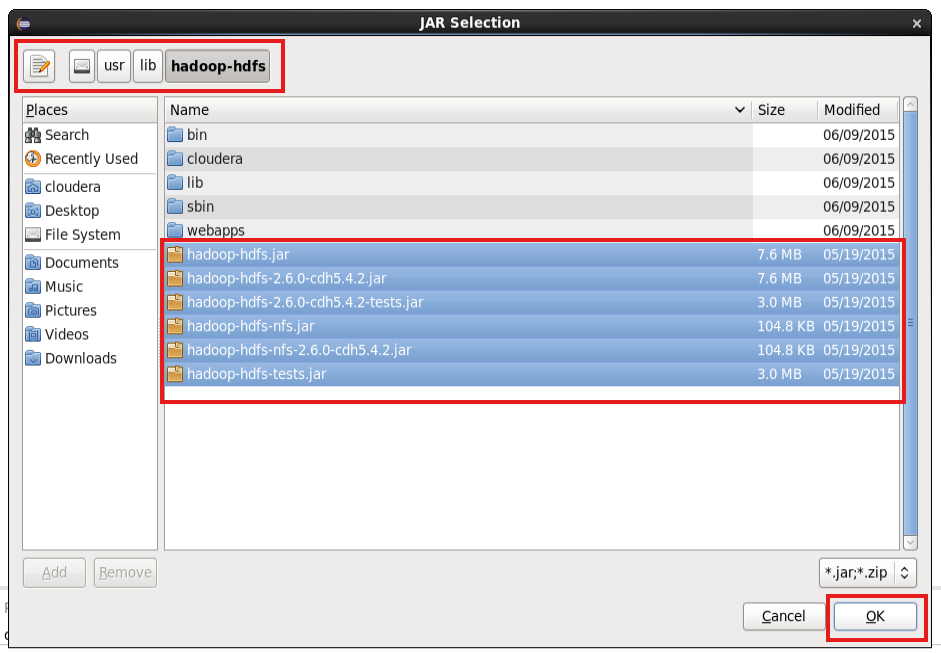 JAR Selection
usr lib hadoop-hdfs
Places
Search
Recently Used
cloudera
Desktop
File System
Documents
Music
Pictures
Videos
Downloads
Name Size Modified
bin 06/09/2015
cloudera 06/09/2015
lib 06/09/2015
sbin 06/09/2015
webapps 06/09/2015
hadoop-hdfs.jar 7.6 MB 05/19/2015
hadoop-hdfs-2.6.0-cdh5.4.2.jar 7.6 MB 05/19/2015
hadoop-hdfs-2.6.0-cdh5.4.2-tests.jar 3.0 MB 05/19/2015
hadoop-hdfs-nfs.jar 104.8 KB 05/19/2015
hadoop-hdfs-nfs-2.6.0-cdh5.4.2.jar 104.8 KB 05/19/2015
hadoop-hdfs-tests.jar 3.0 MB 05/19/2015
Add Remove
*.jar;*.zip
Cancel OK